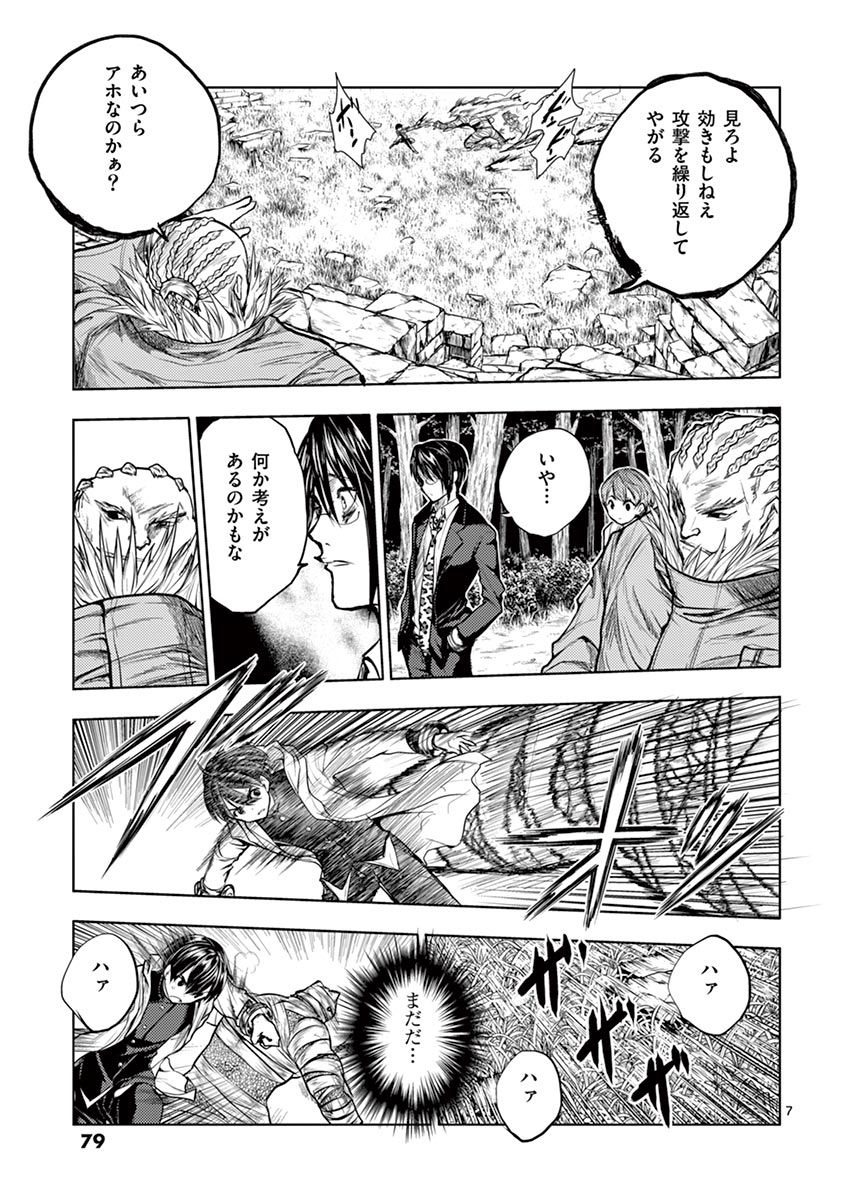 見ろよ
効きもしねえ
攻撃を繰り返して
やがる
あいつら
アホなのかぁ？
いや…
何か考えが
あるのかもな
ブオ
ハァ
ザ
ザ
ザ
ハァ
まだだ…
ハァ
7
79